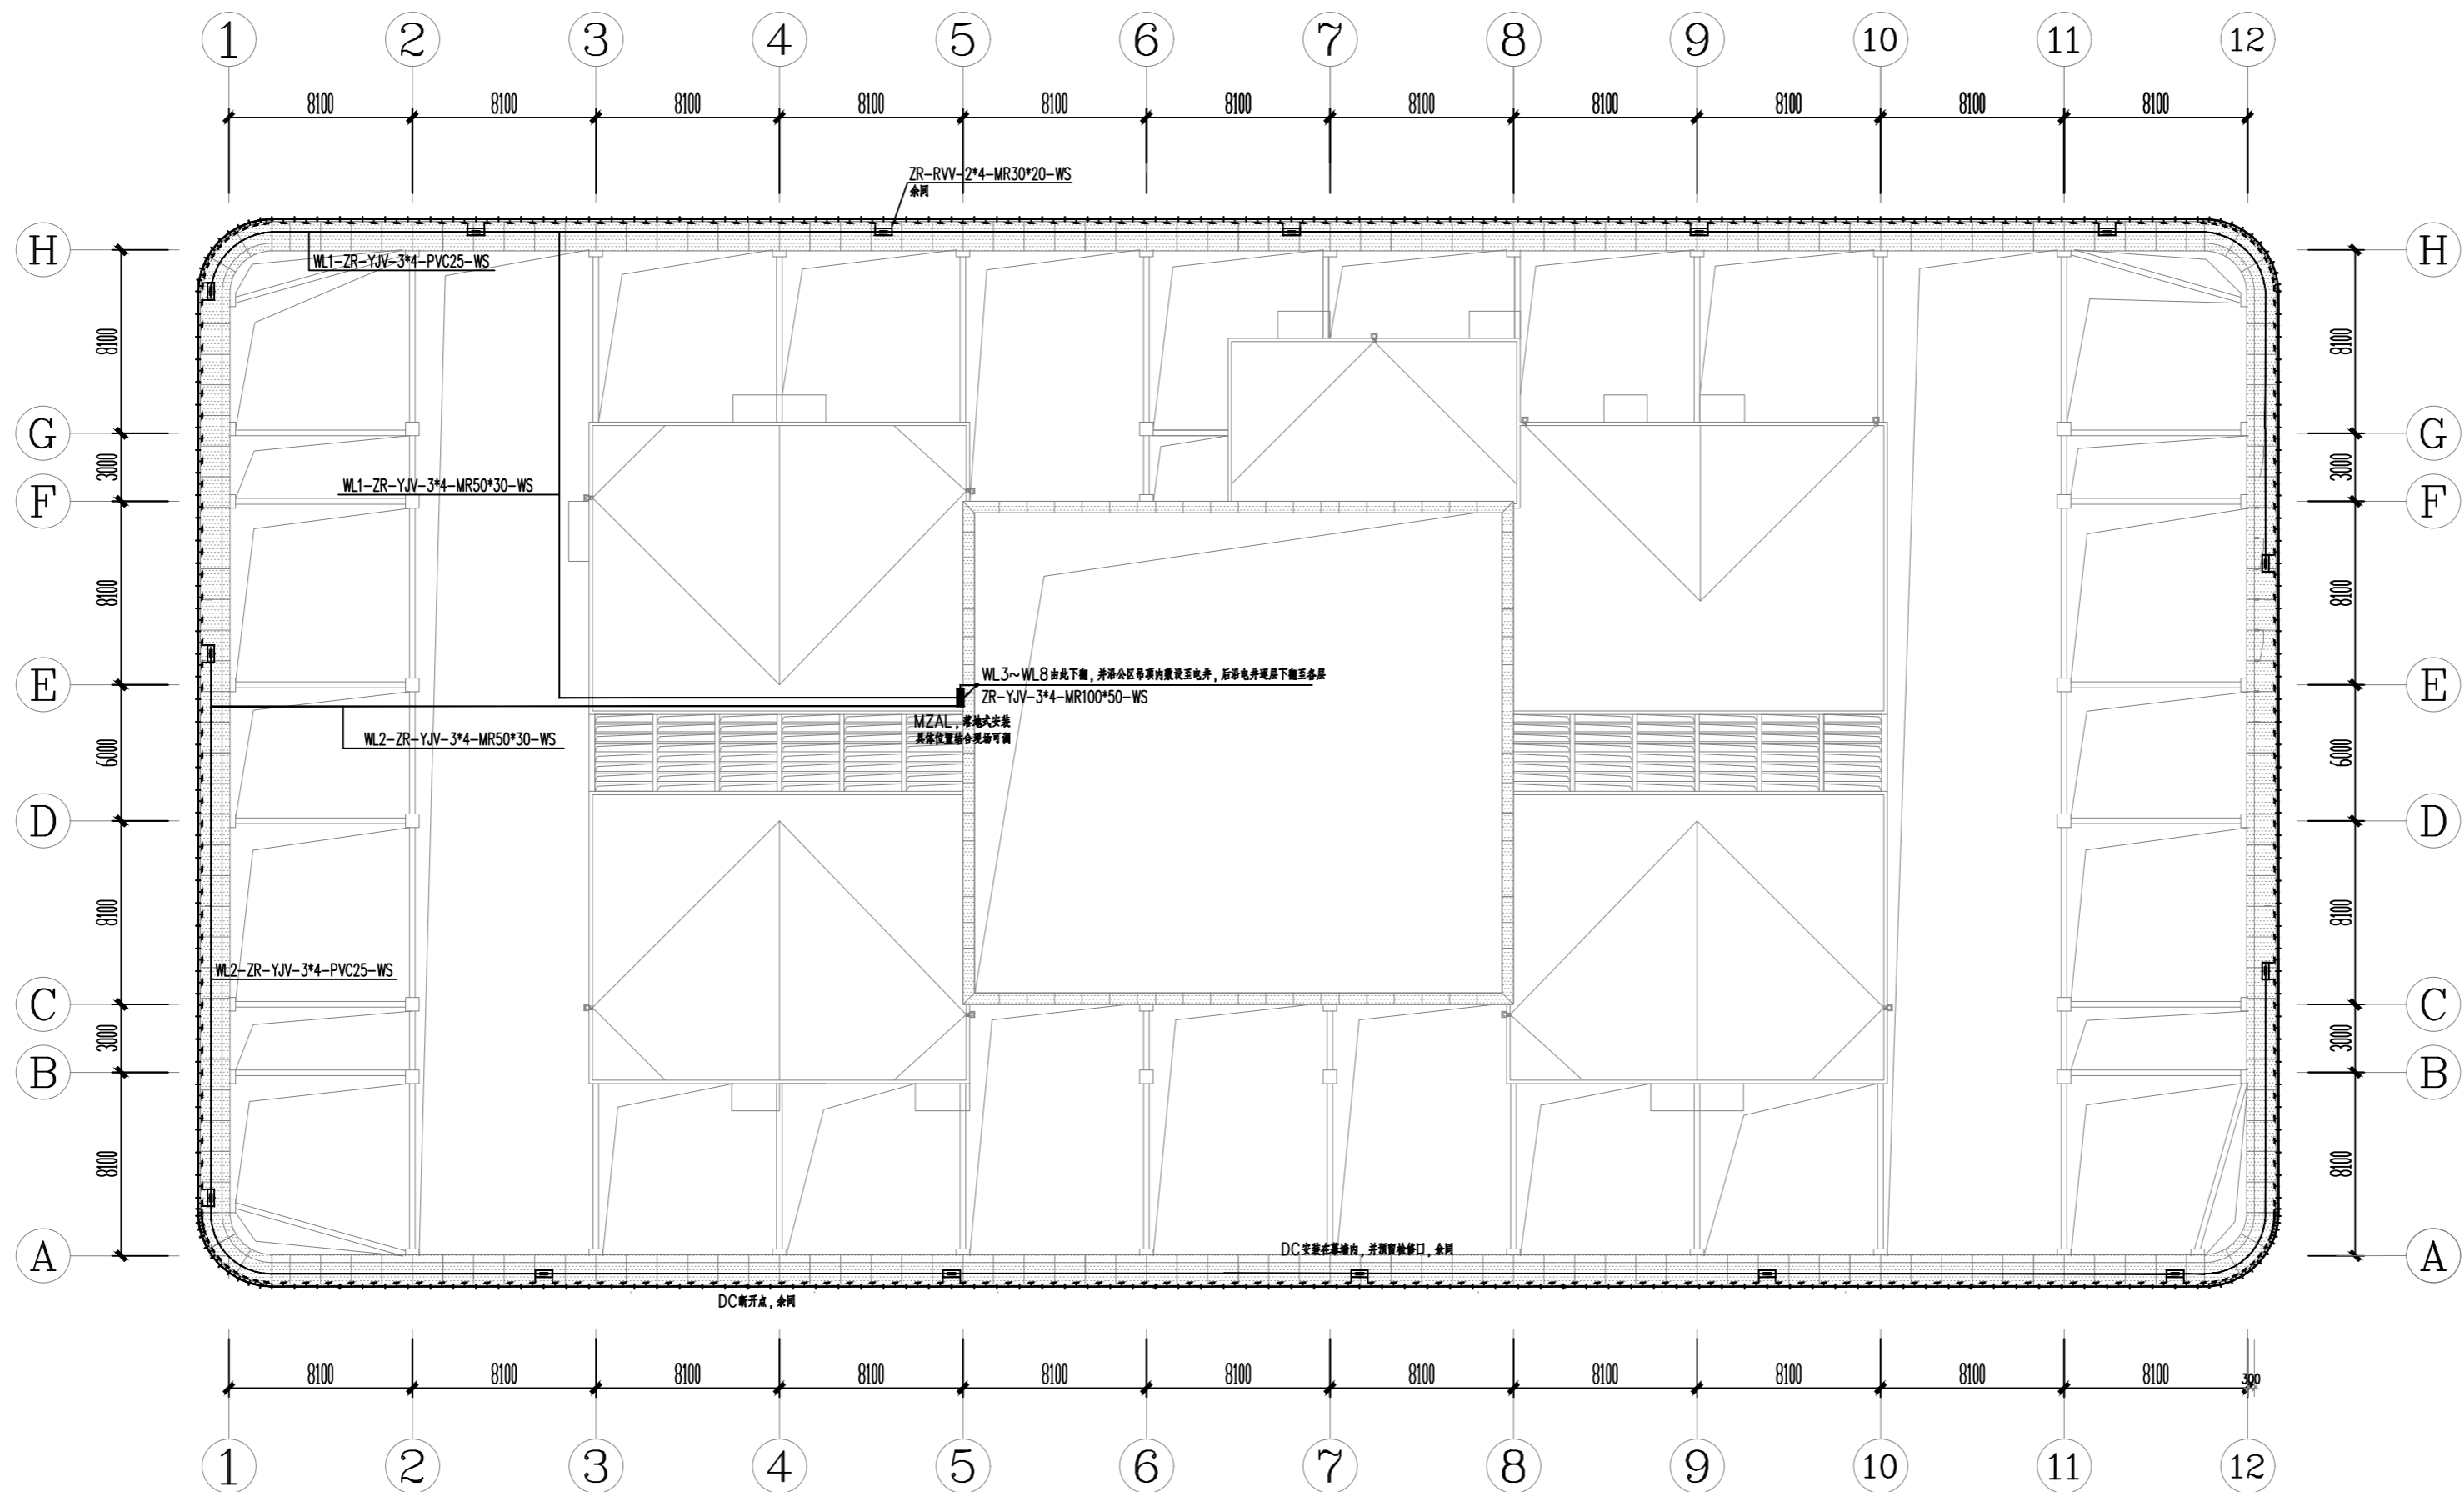 1 2 3 4 5 6 7 8 9 10 11 12
8100 8100 8100 8100 8100 8100 8100 8100 8100 8100 8100
ZR-RVV-2*4-MR30*20-WS
余同
H H
WL1-ZR-YJV-3*4-PVC25-WS
8100 8100
G G
3000 3000
WL1-ZR-YJV-3*4-MR50*30-WS
F F
8100 8100
WL3~WL8由此下翻,并沿公区吊顶内敷设至电井,后沿电井逐层下翻至各层
E E
ZR-YJV-3*4-MR100*50-WS
MZAL,落地式安装
具体位置结合现场可调
WL2-ZR-YJV-3*4-MR50*30-WS
6000 6000
D D
8100 8100
WL2-ZR-YJV-3*4-PVC25-WS
C C
3000 3000
B B
8100 8100
DC安装在幕墙内,并预留检修口,余同
A A
DC断开点,余同
8100 8100 8100 8100 8100 8100 8100 8100 8100 8100 8100 300
1 2 3 4 5 6 7 8 9 10 11 12